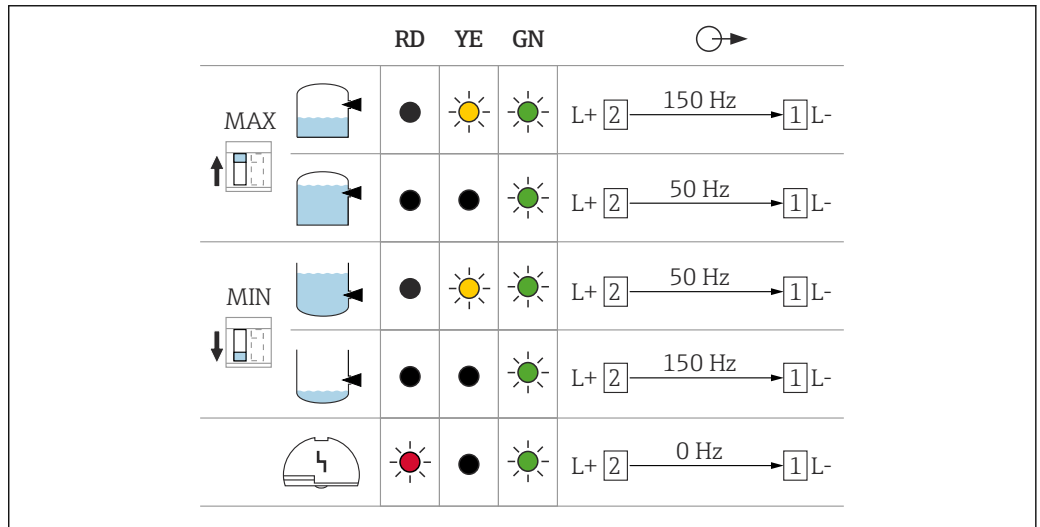 RD YE GN
MAX
L+ 2 150 Hz 1 L-
L+ 2 50 Hz 1 L-
MIN
L+ 2 50 Hz 1 L-
L+ 2 150 Hz 1 L-
L+ 2 0 Hz 1 L-